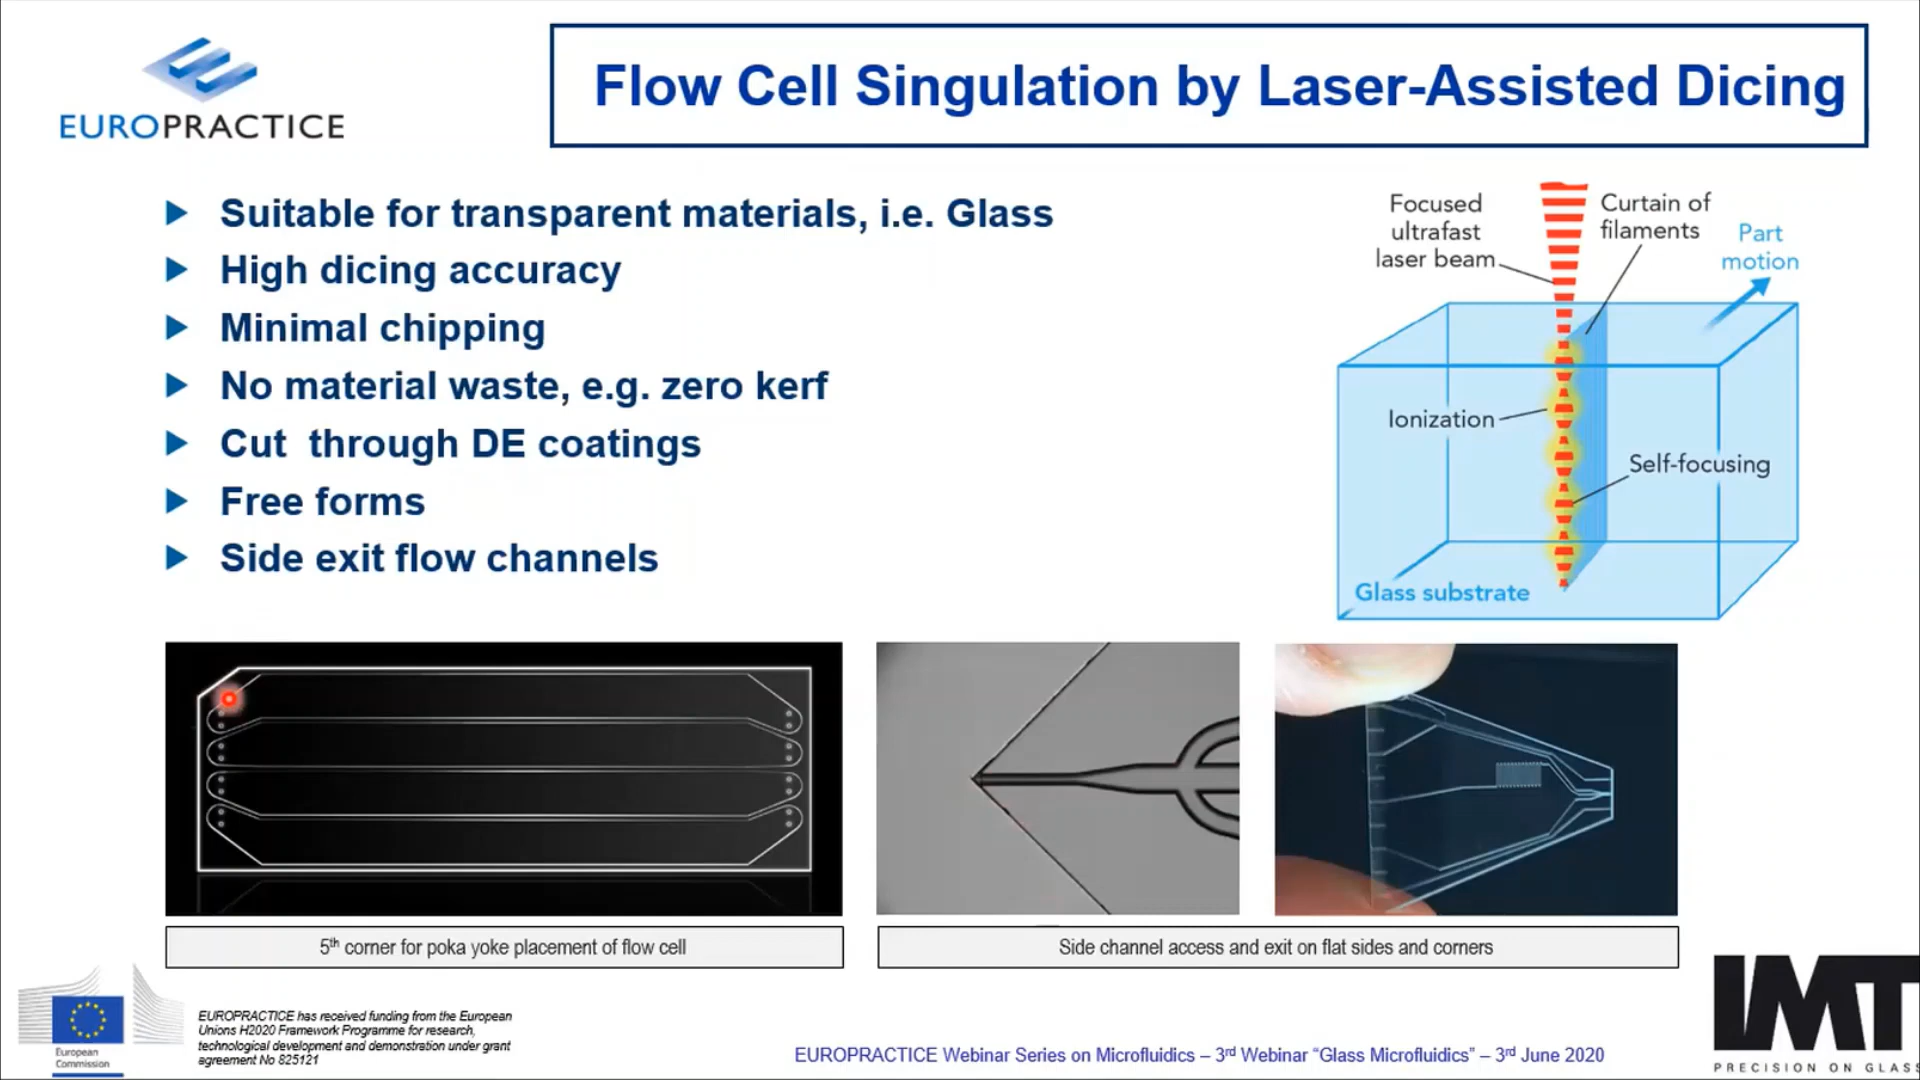 EUROPRACTICE
Flow Cell Singulation by Laser-Assisted Dicing
Suitable for transparent materials, i.e. Glass
High dicing accuracy
Minimal chipping
No material waste, e.g. zero kerf
Cut through DE coatings
Free forms
Side exit flow channels
Focused
ultrafast
laser beam
Curtain of
filaments
Part
motion
Ionization
Self-focusing
Glass substrate
5th corner for poka yoke placement of flow cell
Side channel access and exit on flat sides and corners
European
Commission
EUROPRACTICE has received funding from the European
Unions H2020 Framework Programme for research,
technological development and demonstration under grant
agreement No 825121
EUROPRACTICE Webinar Series on Microfluidics – 3rd Webinar “Glass Microfluidics” – 3rd June 2020
IMT
PRECISION ON GLASS